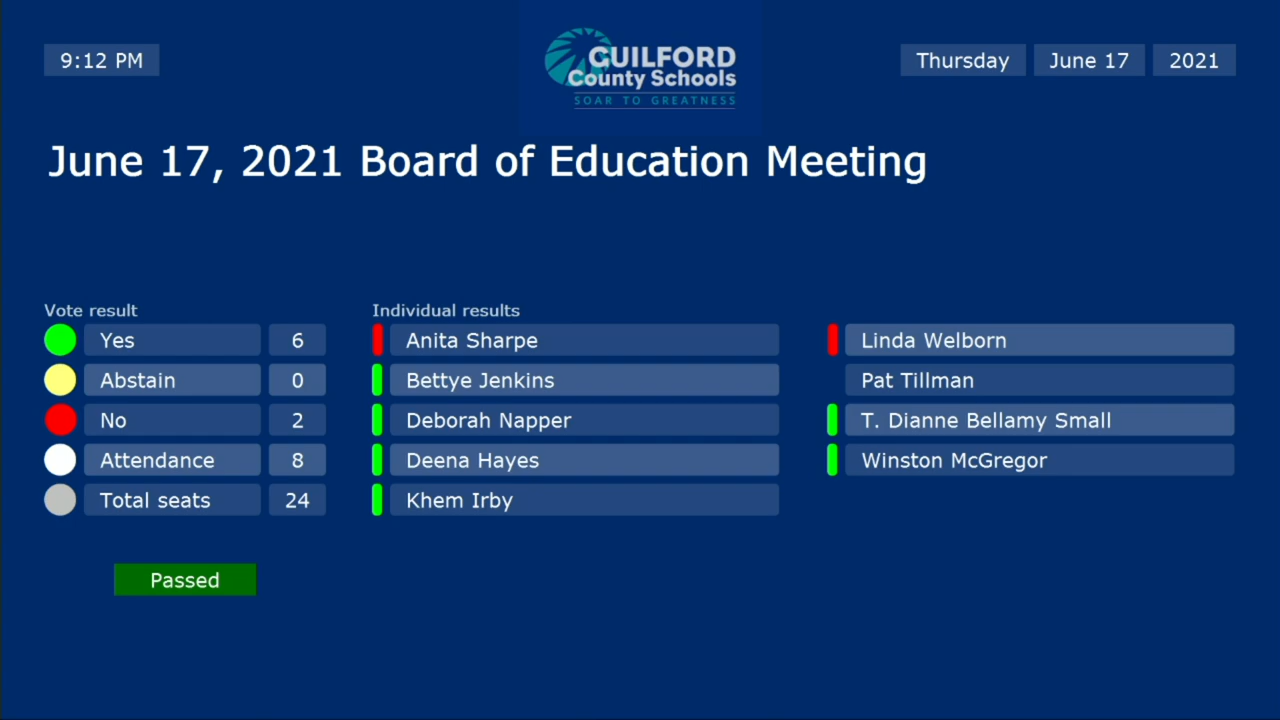 9:12 PM
GUILFORD
County Schools
SOAR TO GREATNESS
Thursday June 17 2021
June 17, 2021 Board of Education Meeting
Vote result
Yes 6
Abstain 0
No 2
Attendance 8
Total seats 24
Passed
Individual results
Anita Sharpe
Bettye Jenkins
Deborah Napper
Deena Hayes
Khem Irby
Linda Welborn
Pat Tillman
T. Dianne Bellamy Small
Winston McGregor